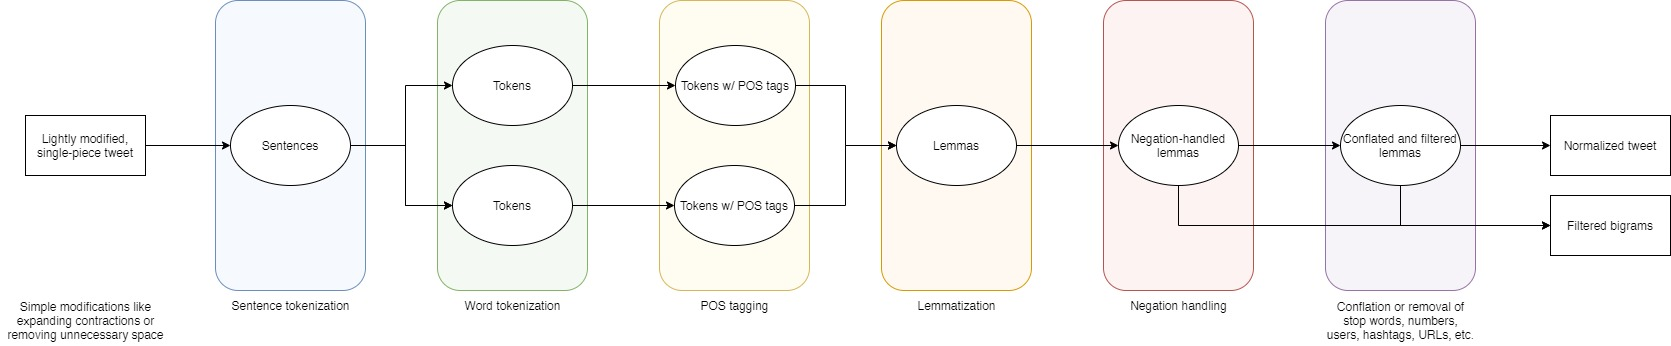 Lightly modified,
single-piece tweet
Sentences
Tokens
Tokens
Tokens w/ POS tags
Tokens w/ POS tags
Lemmas
Negation-handled
lemmas
Conflated and filtered
lemmas
Normalized tweet
Filtered bigrams
Simple modifications like
expanding contractions or
removing unnecessary space
Sentence tokenization
Word tokenization
POS tagging
Lemmatization
Negation handling
Conflation or removal of
stop words, numbers,
users, hashtags, URLs, etc.